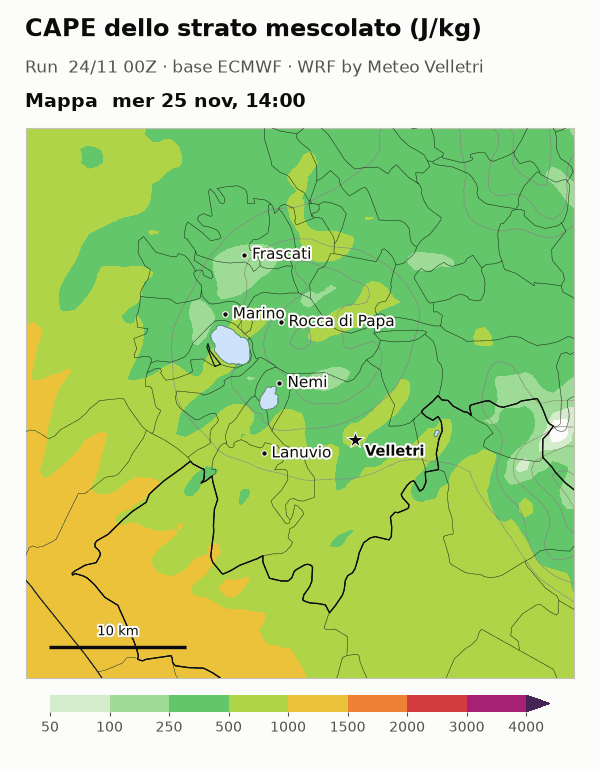 CAPE dello strato mescolato (J/kg)
Run  24/11 00Z · base ECMWF · WRF by Meteo Velletri
Mappa  mer 25 nov, 14:00
Frascati
Marino
Rocca di Papa
Nemi
Velletri
Lanuvio
10 km
50 100 250 500 1000 1500 2000 3000 4000